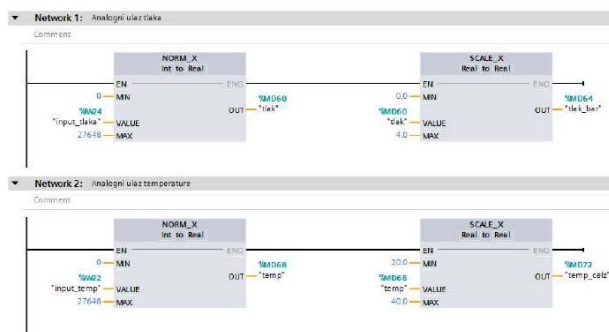 Network 1: Analogni ulaz tlaka
Comment
NORM_X
Int to Real
EN
ENO
0
MIN
%MD60
OUT
"tlak"
%IW24
"input_tlaka"
VALUE
27648
MAX
SCALE_X
Real to Real
EN
ENO
0.0
MIN
%MD64
OUT
"tlak_bar"
%MD60
"tlak"
VALUE
4.0
MAX
Network 2: Analogni ulaz temperature
Comment
NORM_X
Int to Real
EN
ENO
0
MIN
%MD68
OUT
"temp"
%IW22
"input_temp"
VALUE
27648
MAX
SCALE_X
Real to Real
EN
ENO
20.0
MIN
%MD72
OUT
"temp_celz"
%MD68
"temp"
VALUE
40.0
MAX